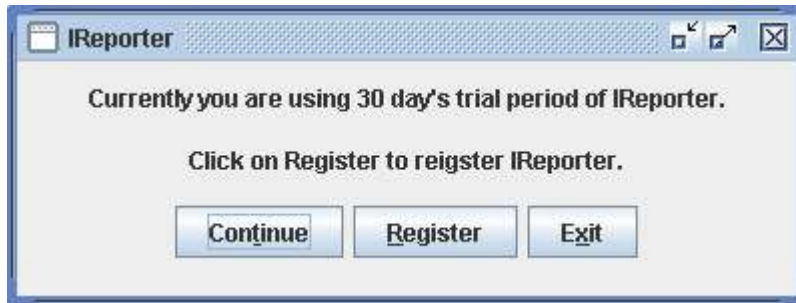 IReporter
Currently you are using 30 day's trial period of IReporter.
Click on Register to reigster IReporter.
Continue Register Exit